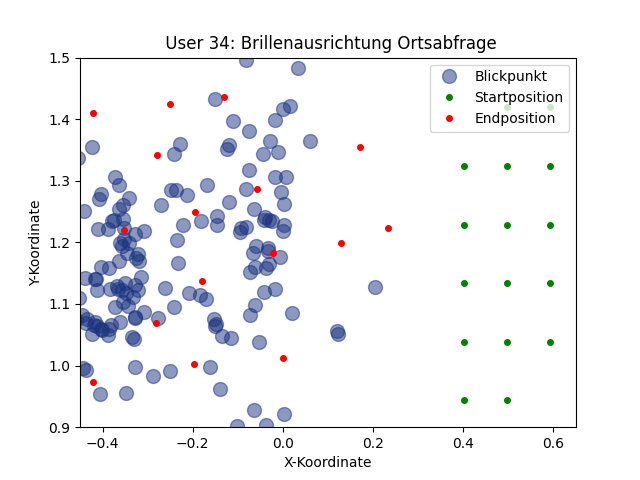 User 34: Brillenausrichtung Ortsabfrage
Blickpunkt
Startposition
Endposition
Y-Koordinate
1.5
1.4
1.3
1.2
1.1
1.0
0.9
−0.4 −0.2 0.0 0.2 0.4 0.6
X-Koordinate